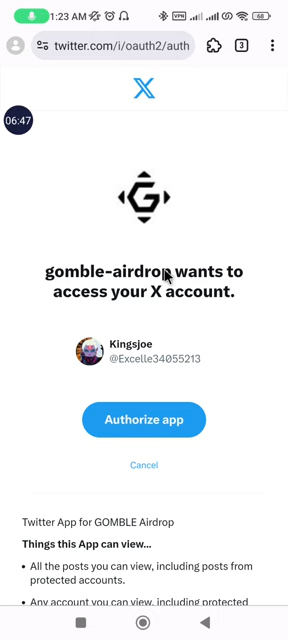 1:23 AM
VPN
68
twitter.com/i/oauth2/auth
3
06:47
gomble-airdrop wants to
access your X account.
Kingsjoe
@Excelle34055213
Authorize app
Cancel
Twitter App for GOMBLE Airdrop
Things this App can view...
• All the posts you can view, including posts from
protected accounts.
• Any account you can view, including protected